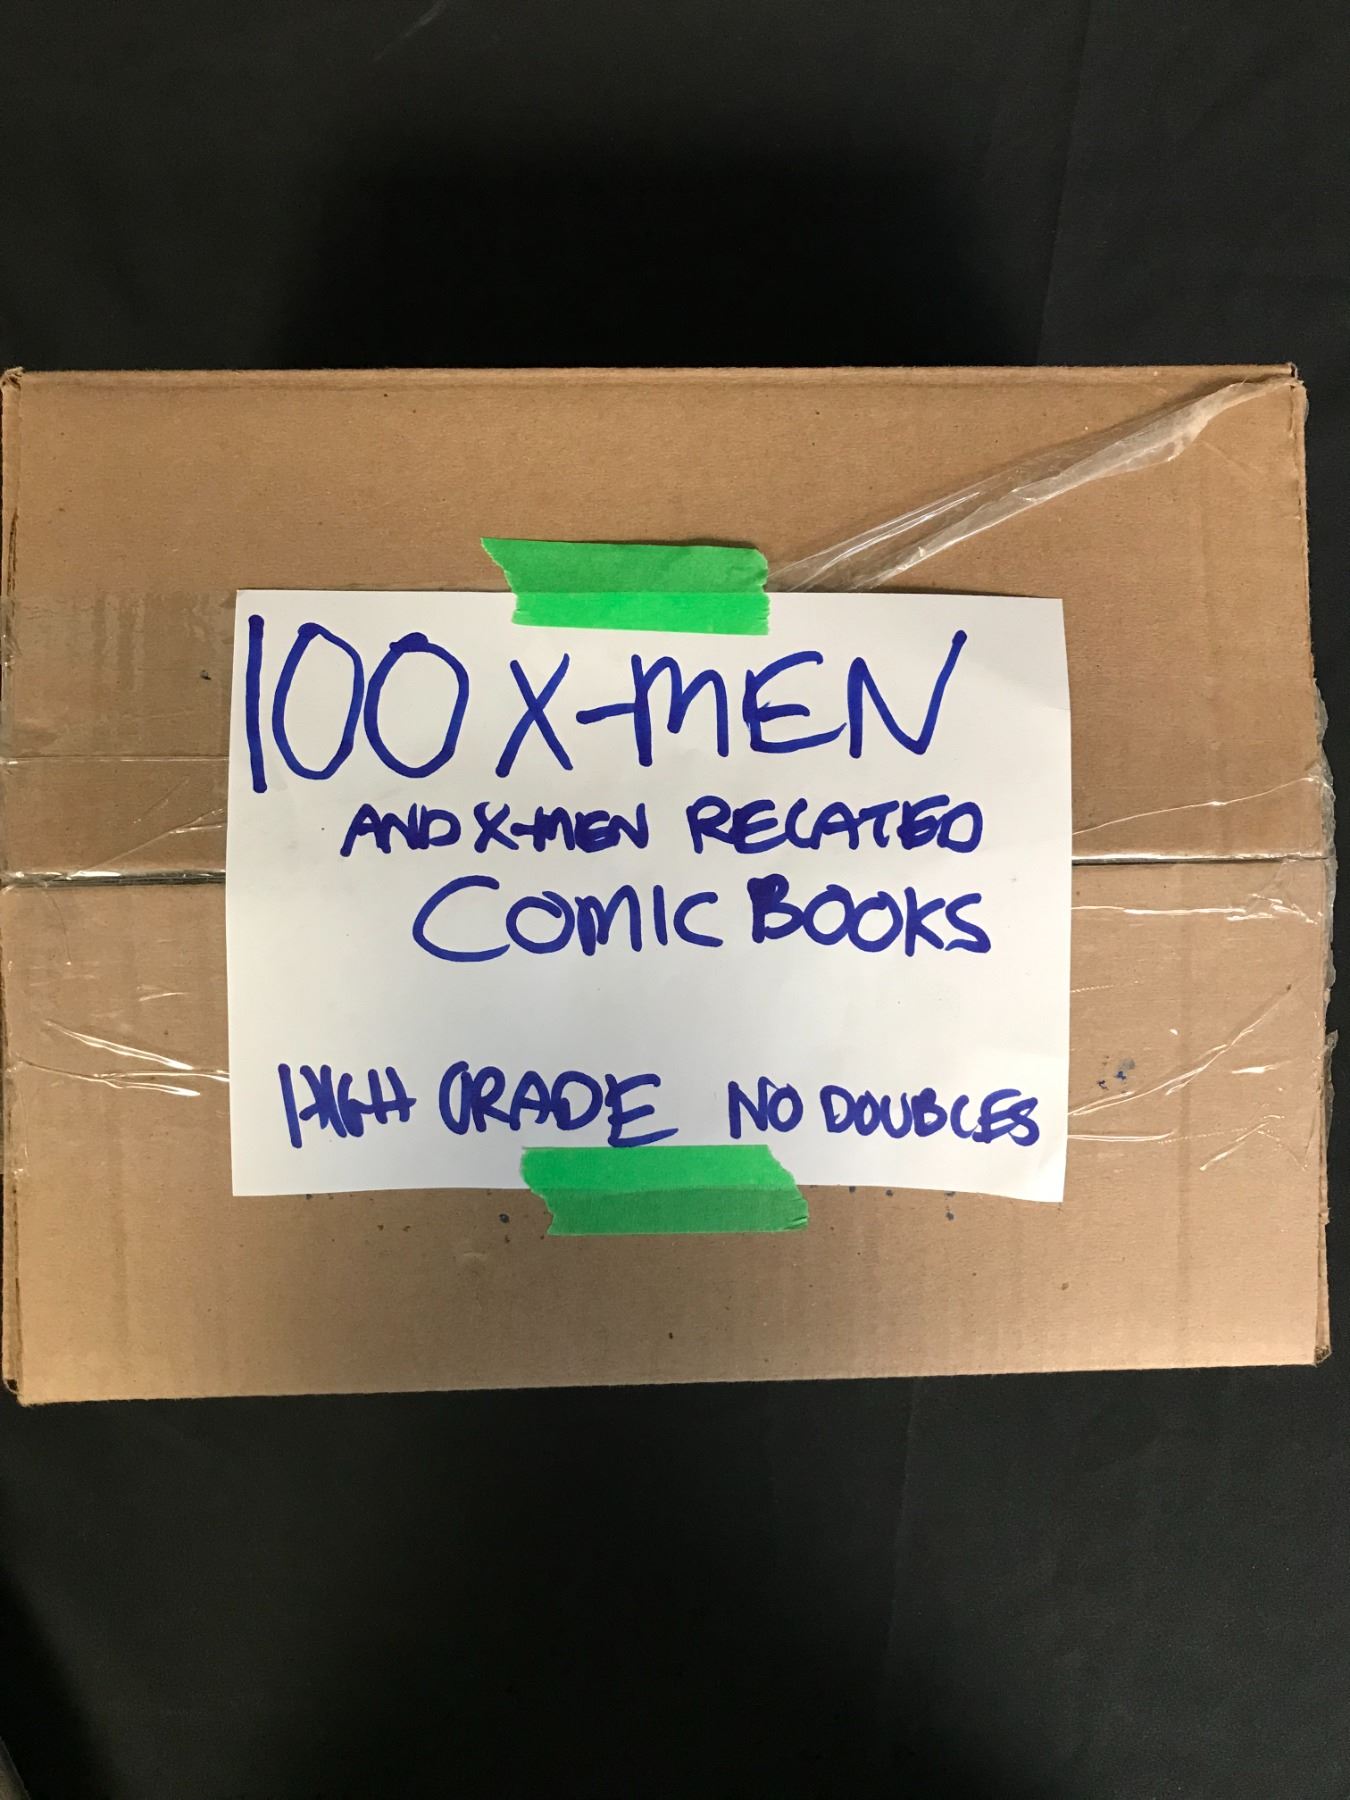 100 X-MEN
AND X-MEN RELATED
COMIC BOOKS
HIGH GRADE NO DOUBLES